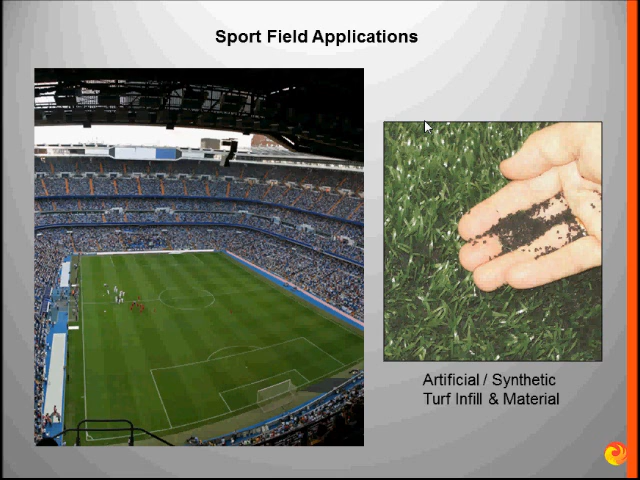 Sport Field Applications
Artificial / Synthetic
Turf Infill & Material